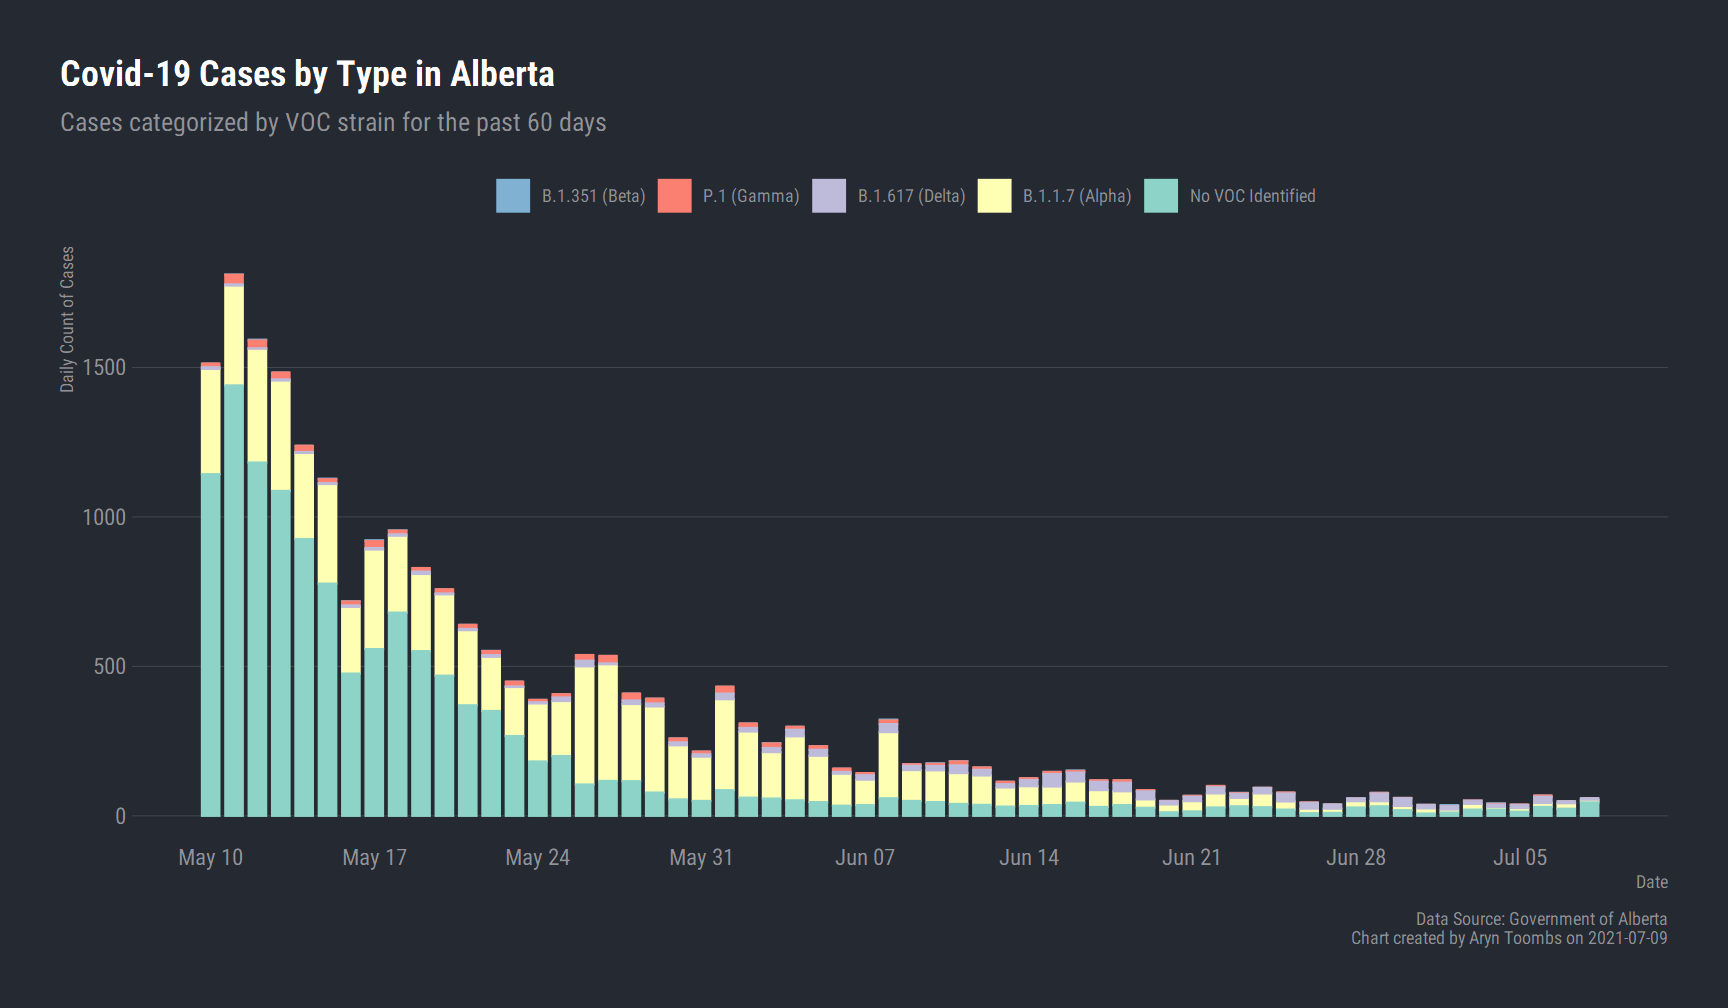 Covid-19 Cases by Type in Alberta
Cases categorized by VOC strain for the past 60 days
B.1.351 (Beta) P.1 (Gamma) B.1.617 (Delta) B.1.1.7 (Alpha) No VOC Identified
Daily Count of Cases
1500
1000
500
0
May 10 May 17 May 24 May 31 Jun 07 Jun 14 Jun 21 Jun 28 Jul 05
Date
Data Source: Government of Alberta
Chart created by Aryn Toombs on 2021-07-09